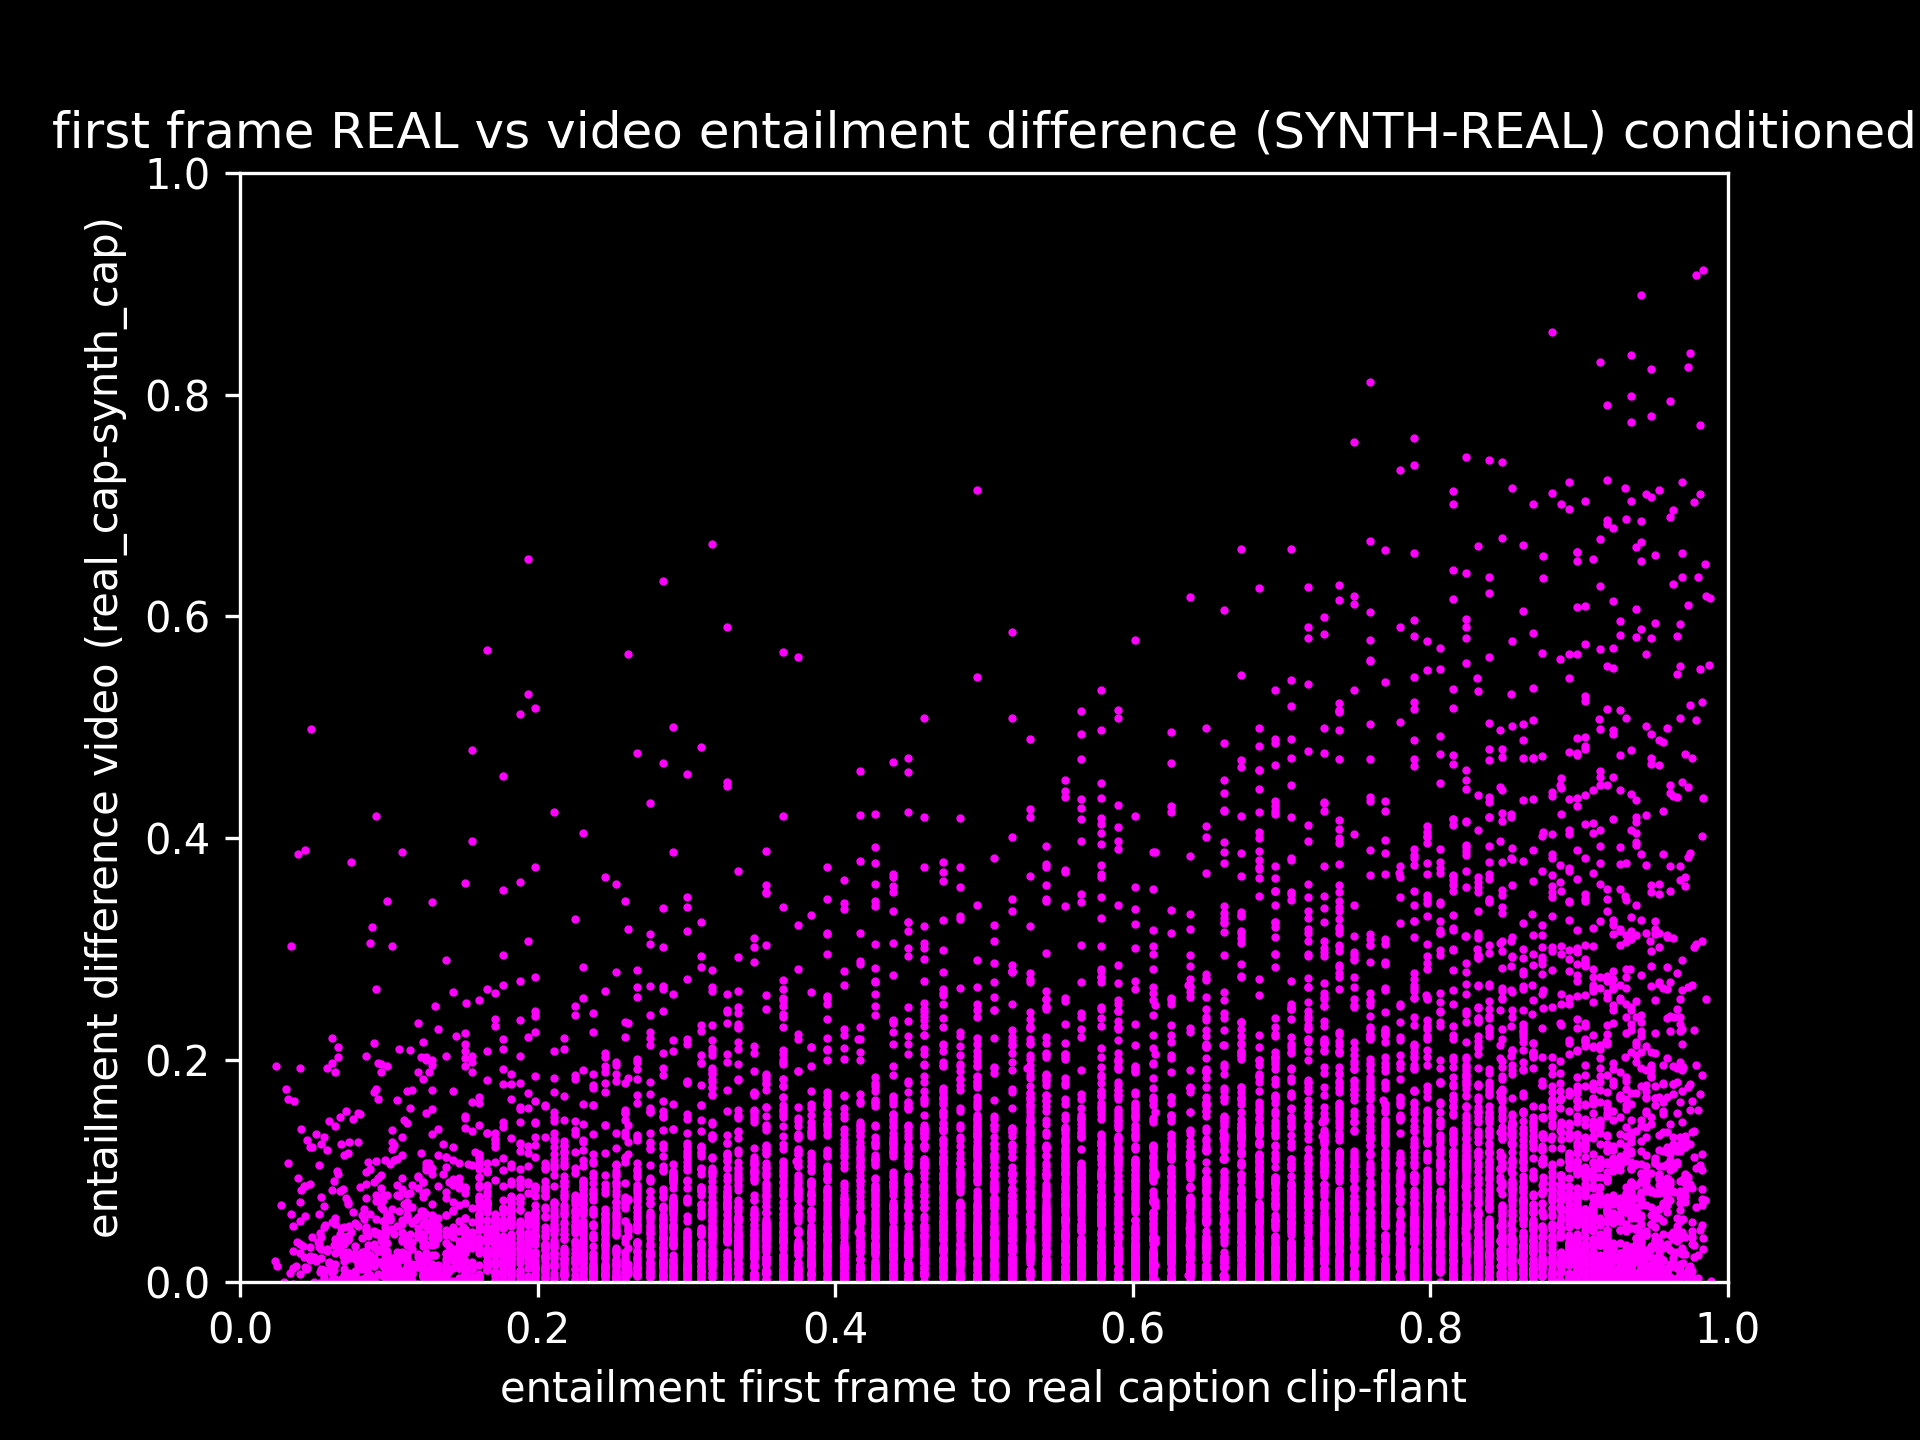 first frame REAL vs video entailment difference (SYNTH-REAL) conditioned
1.0
0.8
0.6
0.4
0.2
0.0
entailment difference video (real_cap-synth_cap)
0.0 0.2 0.4 0.6 0.8 1.0
entailment first frame to real caption clip-flant